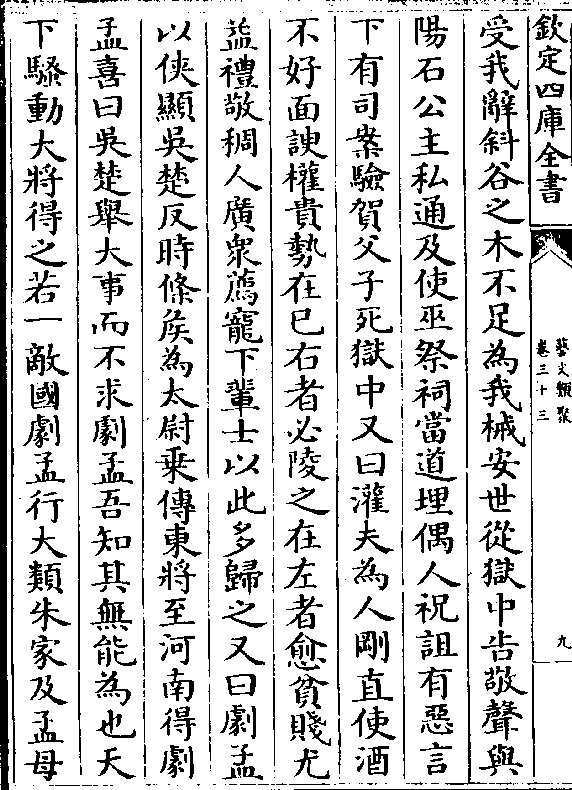 欽定四庫全書
藝文類聚
卷三十三
九
受我辭斜谷之木不足為我械安世從獄中告敬聲與
陽石公主私通及使巫祭祠當道埋偶人祝詛有惡言
下有司案驗賀父子死獄中又曰灌夫為人剛直使酒
不好面諛權貴勢在已右者必陵之在左者愈貧賤尤
益禮敬稠人廣衆薦寵下輩士以此多歸之又曰劇孟
以俠顯吳楚反時條侯為太尉乗傳東將至河南得劇
孟喜曰吳楚舉大事而不求劇孟吾知其無能為也天
下騷動大將得之若一敵國劇孟行大類朱家及孟母